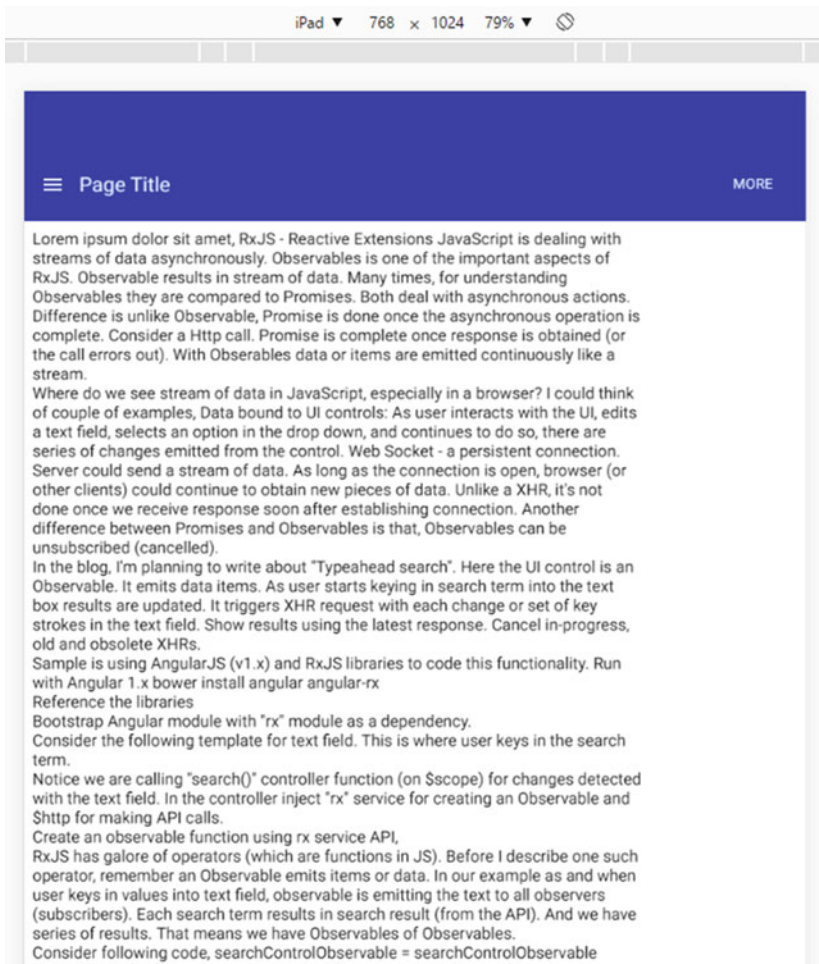 iPad ▼ 768 × 1024 79% ▼
Page Title MORE
Lorem ipsum dolor sit amet, RxJS - Reactive Extensions JavaScript is dealing with
streams of data asynchronously. Observables is one of the important aspects of
RxJS. Observable results in stream of data. Many times, for understanding
Observables they are compared to Promises. Both deal with asynchronous actions.
Difference is unlike Observable, Promise is done once the asynchronous operation is
complete. Consider a Http call. Promise is complete once response is obtained (or
the call errors out). With Obserables data or items are emitted continuously like a
stream.
Where do we see stream of data in JavaScript, especially in a browser? I could think
of couple of examples, Data bound to UI controls: As user interacts with the UI, edits
a text field, selects an option in the drop down, and continues to do so, there are
series of changes emitted from the control. Web Socket - a persistent connection.
Server could send a stream of data. As long as the connection is open, browser (or
other clients) could continue to obtain new pieces of data. Unlike a XHR, it's not
done once we receive response soon after establishing connection. Another
difference between Promises and Observables is that, Observables can be
unsubscribed (cancelled).
In the blog, I'm planning to write about "Typeahead search". Here the UI control is an
Observable. It emits data items. As user starts keying in search term into the text
box results are updated. It triggers XHR request with each change or set of key
strokes in the text field. Show results using the latest response. Cancel in-progress,
old and obsolete XHRs.
Sample is using AngularJS (v1.x) and RxJS libraries to code this functionality. Run
with Angular 1.x bower install angular angular-rx
Reference the libraries
Bootstrap Angular module with "rx" module as a dependency.
Consider the following template for text field. This is where user keys in the search
term.
Notice we are calling "search()" controller function (on $scope) for changes detected
with the text field. In the controller inject "rx" service for creating an Observable and
$http for making API calls.
Create an observable function using rx service API,
RxJS has galore of operators (which are functions in JS). Before I describe one such
operator, remember an Observable emits items or data. In our example as and when
user keys in values into text field, observable is emitting the text to all observers
(subscribers). Each search term results in search result (from the API). And we have
series of results. That means we have Observables of Observables.
Consider following code, searchControlObservable = searchControlObservable